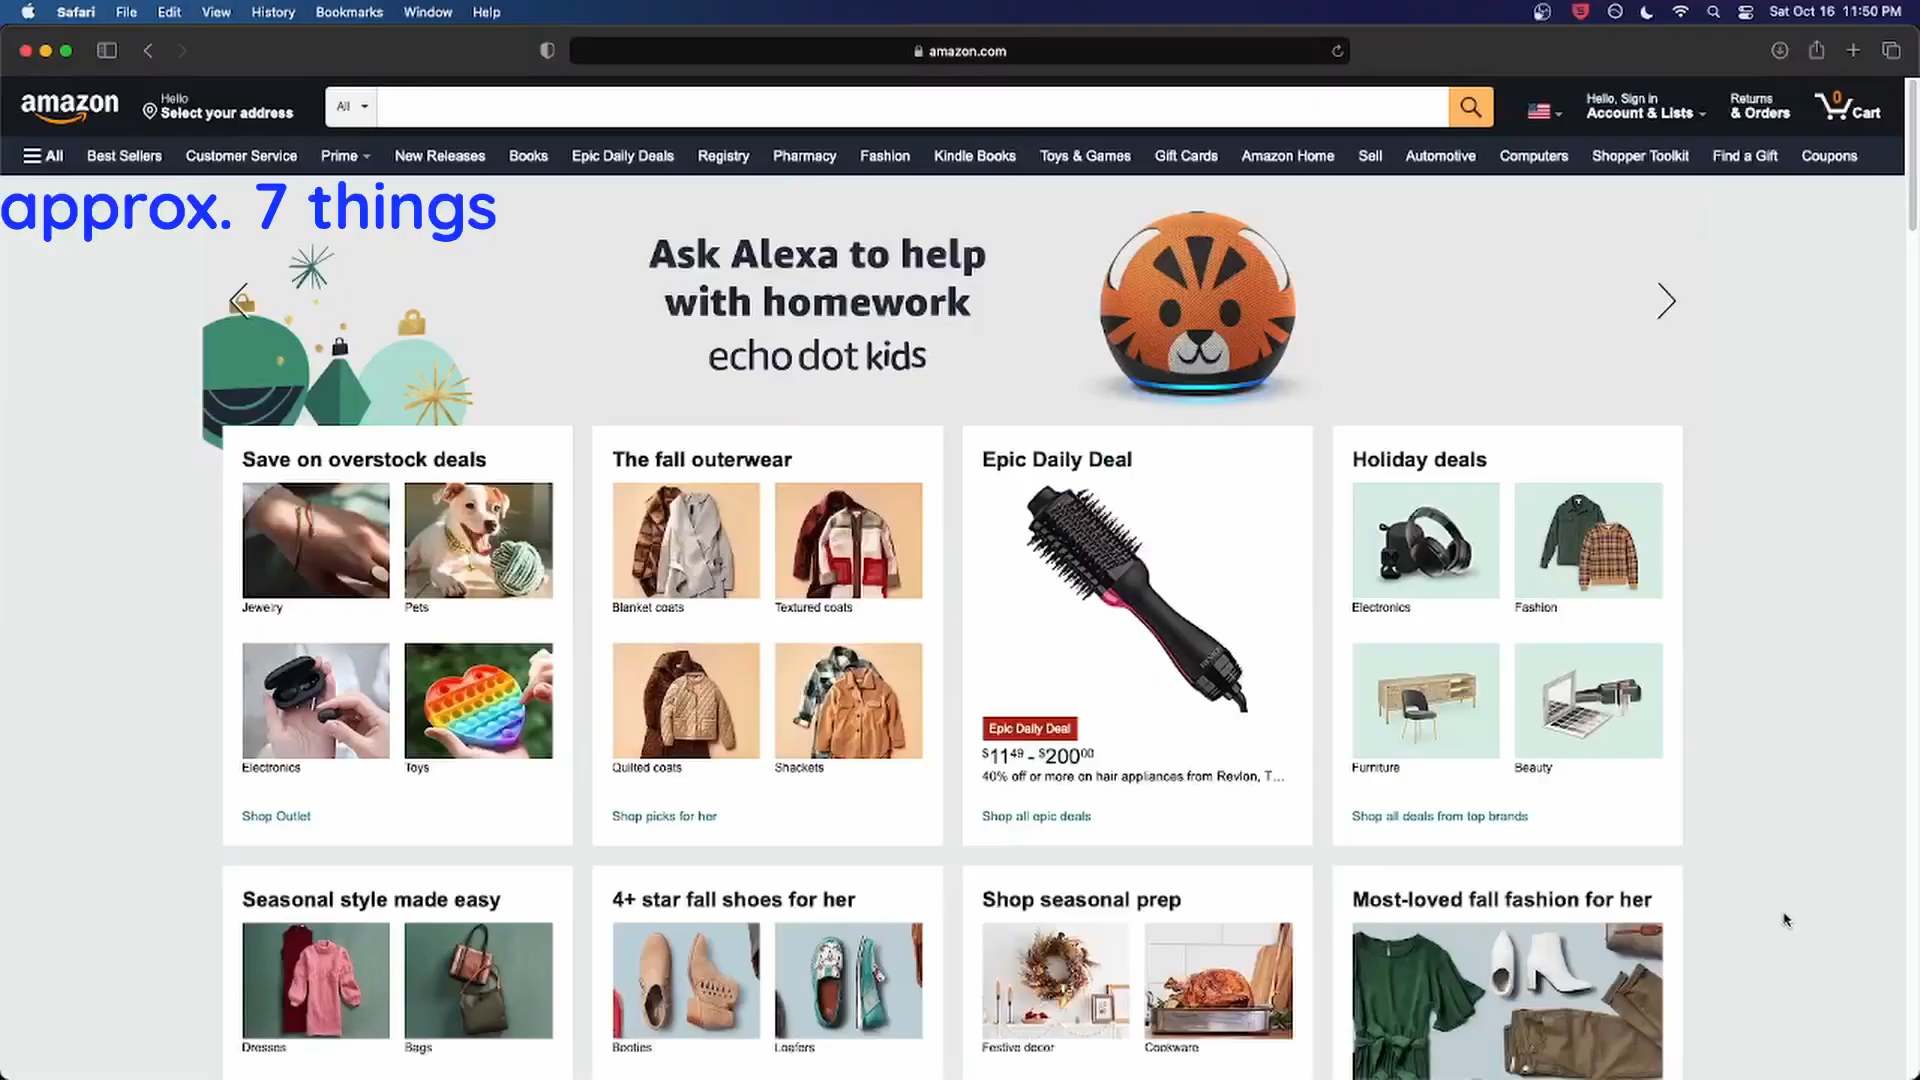 Safari File Edit View History Bookmarks Window Help
Sat Oct 16 11:50 PM
amazon.com
amazon
Hello
Select your address
All
Hello, Sign in
Account & Lists
Returns
& Orders
0
Cart
All Best Sellers Customer Service Prime New Releases Books Epic Daily Deals Registry Pharmacy Fashion Kindle Books Toys & Games Gift Cards Amazon Home Sell Automotive Computers Shopper Toolkit Find a Gift Coupons
approx. 7 things
Ask Alexa to help
with homework
echo dot kids
Save on overstock deals
Jewelry
Pets
Electronics
Toys
Shop Outlet
The fall outerwear
Blanket coats
Textured coats
Quilted coats
Shackets
Shop picks for her
Epic Daily Deal
Epic Daily Deal
$11.49 - $200.00
40% off or more on hair appliances from Revlon, T...
Shop all epic deals
Holiday deals
Electronics
Fashion
Furniture
Beauty
Shop all deals from top brands
Seasonal style made easy
Dresses
Bags
4+ star fall shoes for her
Booties
Loafers
Shop seasonal prep
Festive decor
Cookware
Most-loved fall fashion for her